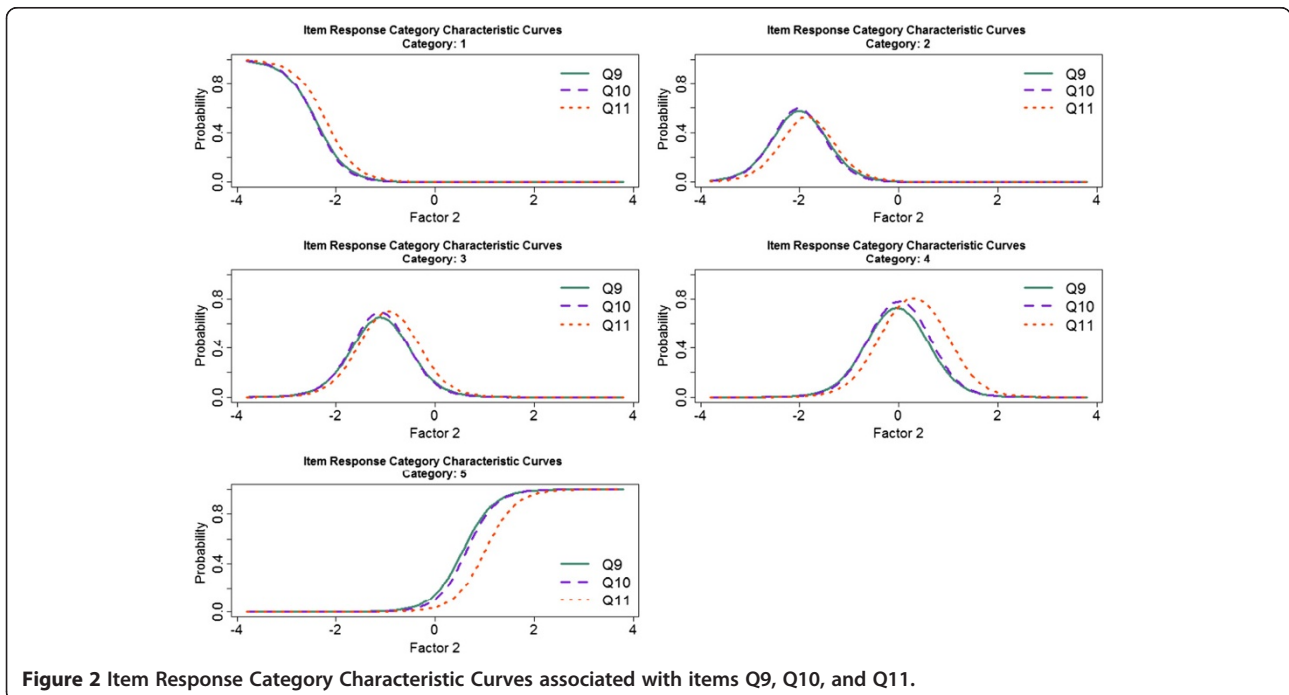 Item Response Category Characteristic Curves
Category: 1
Probability
0.0 0.4 0.8
-4 -2 0 2 4
Factor 2
Q9
Q10
Q11
Item Response Category Characteristic Curves
Category: 2
Probability
0.0 0.4 0.8
-4 -2 0 2 4
Factor 2
Q9
Q10
Q11
Item Response Category Characteristic Curves
Category: 3
Probability
0.0 0.4 0.8
-4 -2 0 2 4
Factor 2
Q9
Q10
Q11
Item Response Category Characteristic Curves
Category: 4
Probability
0.0 0.4 0.8
-4 -2 0 2 4
Factor 2
Q9
Q10
Q11
Item Response Category Characteristic Curves
Category: 5
Probability
0.0 0.4 0.8
-4 -2 0 2 4
Factor 2
Q9
Q10
Q11
Figure 2 Item Response Category Characteristic Curves associated with items Q9, Q10, and Q11.